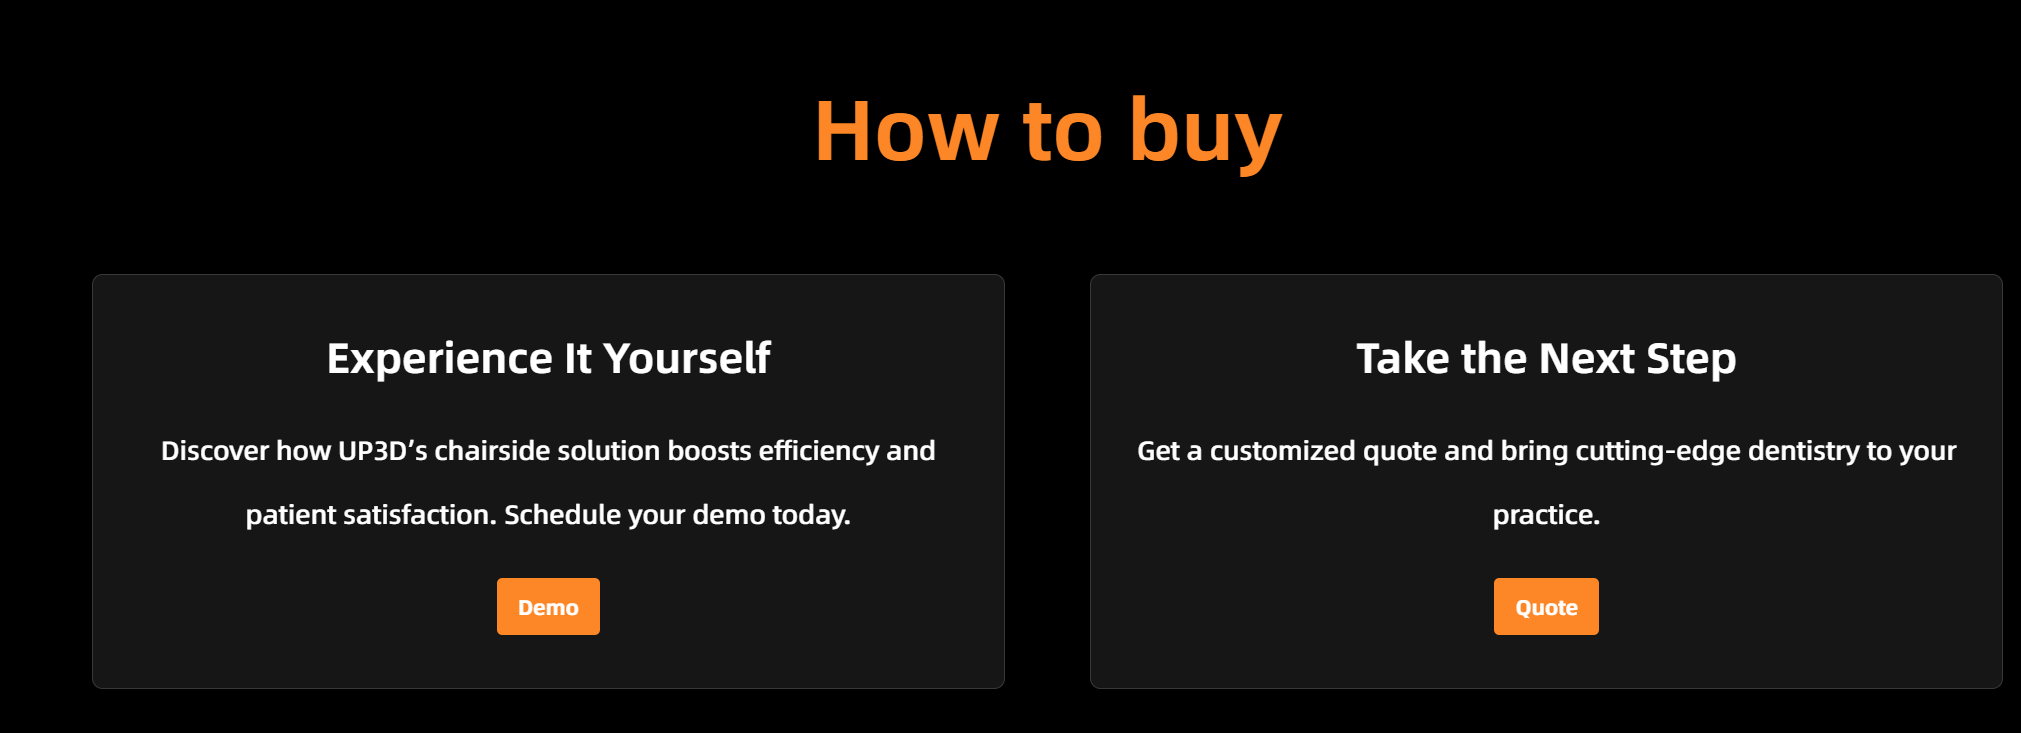 How to buy
Experience It Yourself
Discover how UP3D’s chairside solution boosts efficiency and
patient satisfaction. Schedule your demo today.
Demo
Take the Next Step
Get a customized quote and bring cutting-edge dentistry to your
practice.
Quote